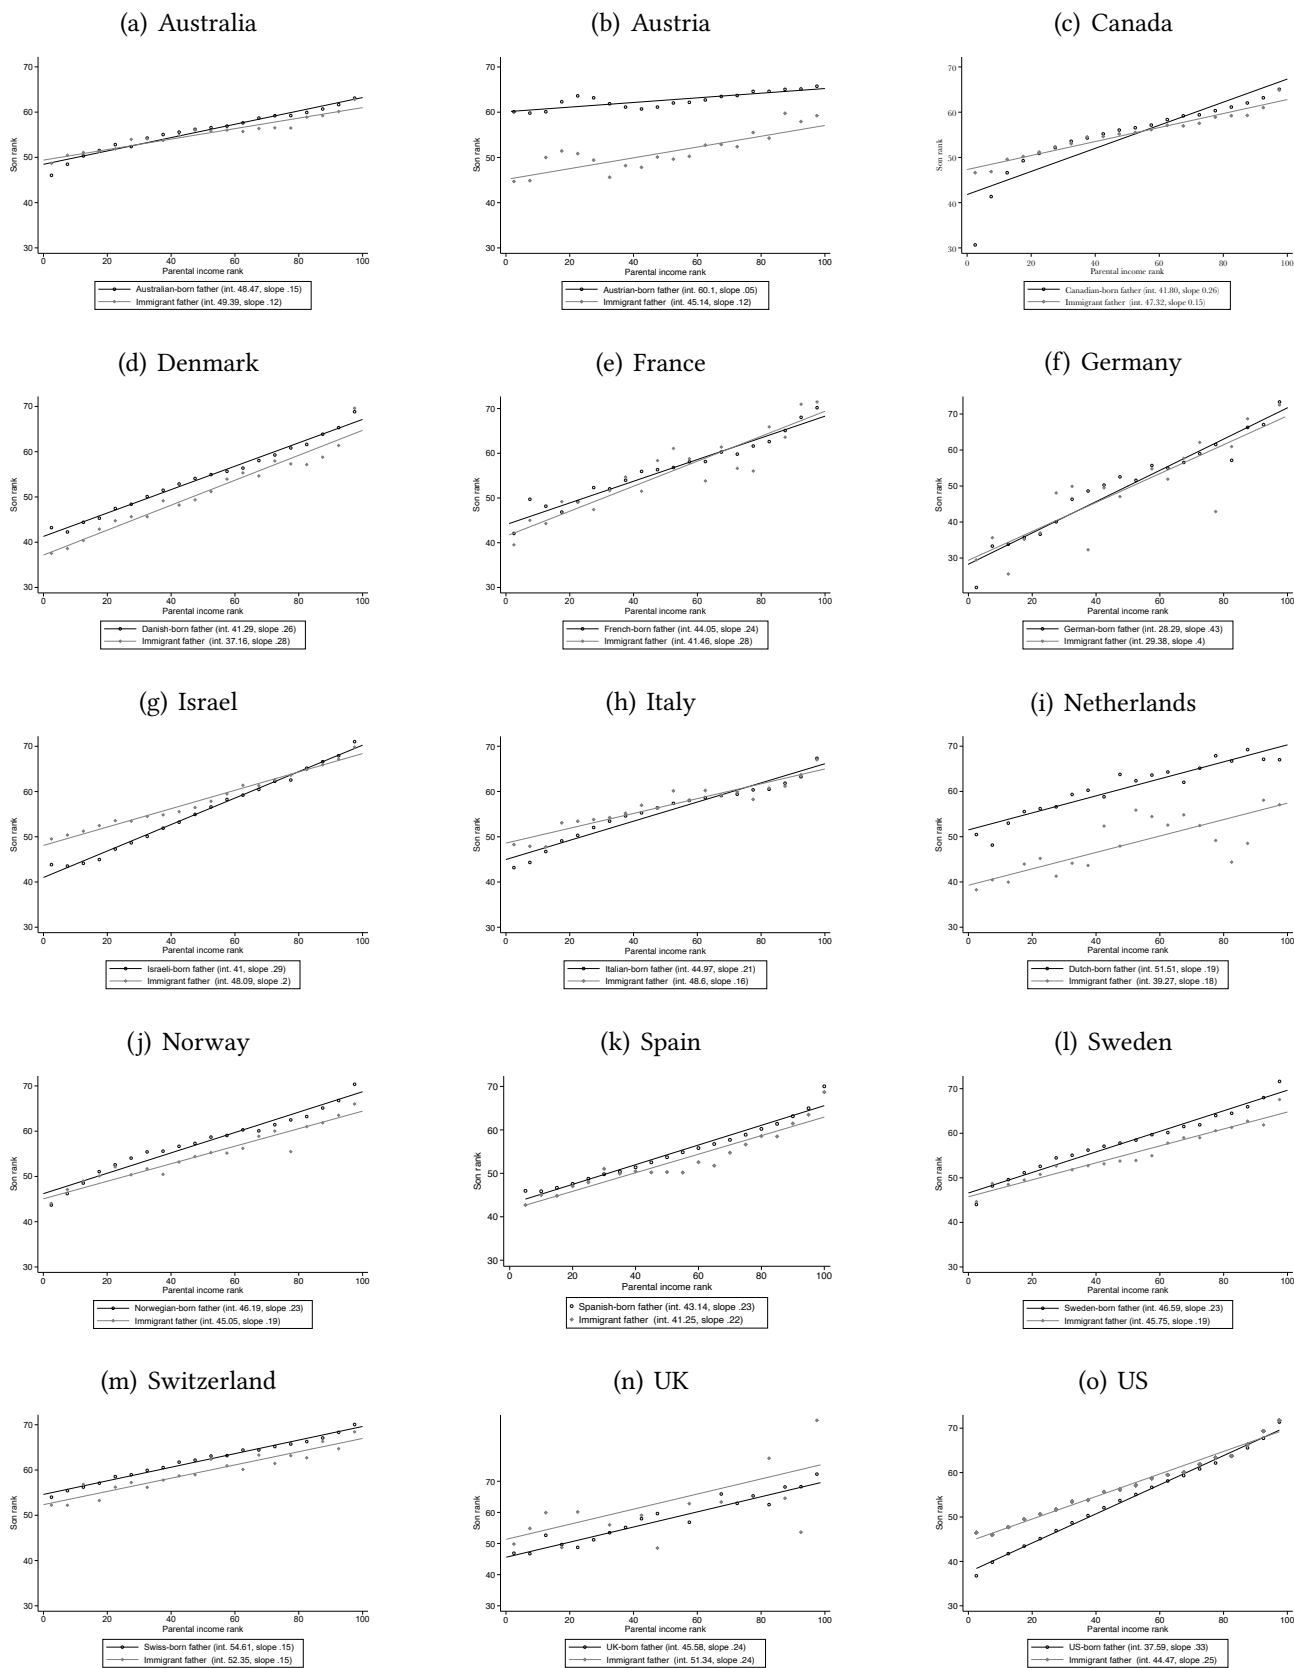 (a) Australia
(b) Austria
(c) Canada
70
60
50
40
30
Son rank
0 20 40 60 80 100
Parental income rank
Australian-born father (int. 48.47, slope .15)
Immigrant father (int. 49.39, slope .12)
70
60
50
40
30
Son rank
0 20 40 60 80 100
Parental income rank
Austrian-born father (int. 60.1, slope .05)
Immigrant father (int. 45.14, slope .12)
70
60
50
40
30
Son rank
0 20 40 60 80 100
Parental income rank
Canadian-born father (int. 41.80, slope 0.26)
Immigrant father (int. 47.32, slope 0.15)
(d) Denmark
(e) France
(f) Germany
70
60
50
40
30
Son rank
0 20 40 60 80 100
Parental income rank
Danish-born father (int. 41.29, slope .26)
Immigrant father (int. 37.16, slope .28)
70
60
50
40
30
Son rank
0 20 40 60 80 100
Parental income rank
French-born father (int. 44.05, slope .24)
Immigrant father (int. 41.46, slope .28)
70
60
50
40
30
Son rank
0 20 40 60 80 100
Parental income rank
German-born father (int. 28.29, slope .43)
Immigrant father (int. 29.38, slope .4)
(g) Israel
(h) Italy
(i) Netherlands
70
60
50
40
30
Son rank
0 20 40 60 80 100
Parental income rank
Israeli-born father (int. 41, slope .29)
Immigrant father (int. 48.09, slope .2)
70
60
50
40
30
Son rank
0 20 40 60 80 100
Parental income rank
Italian-born father (int. 44.97, slope .21)
Immigrant father (int. 48.6, slope .16)
70
60
50
40
30
Son rank
0 20 40 60 80 100
Parental income rank
Dutch-born father (int. 51.51, slope .19)
Immigrant father (int. 39.27, slope .18)
(j) Norway
(k) Spain
(l) Sweden
70
60
50
40
30
Son rank
0 20 40 60 80 100
Parental income rank
Norwegian-born father (int. 46.19, slope .23)
Immigrant father (int. 45.05, slope .19)
70
60
50
40
30
Son rank
0 20 40 60 80 100
Parental income rank
Spanish-born father (int. 43.14, slope .23)
Immigrant father (int. 41.25, slope .22)
70
60
50
40
30
Son rank
0 20 40 60 80 100
Parental income rank
Sweden-born father (int. 46.59, slope .23)
Immigrant father (int. 45.75, slope .19)
(m) Switzerland
(n) UK
(o) US
70
60
50
40
30
Son rank
0 20 40 60 80 100
Parental income rank
Swiss-born father (int. 54.61, slope .15)
Immigrant father (int. 52.35, slope .15)
70
60
50
40
30
Son rank
0 20 40 60 80 100
Parental income rank
UK-born father (int. 45.58, slope .24)
Immigrant father (int. 51.34, slope .24)
70
60
50
40
30
Son rank
0 20 40 60 80 100
Parental income rank
US-born father (int. 37.59, slope .33)
Immigrant father (int. 44.47, slope .25)